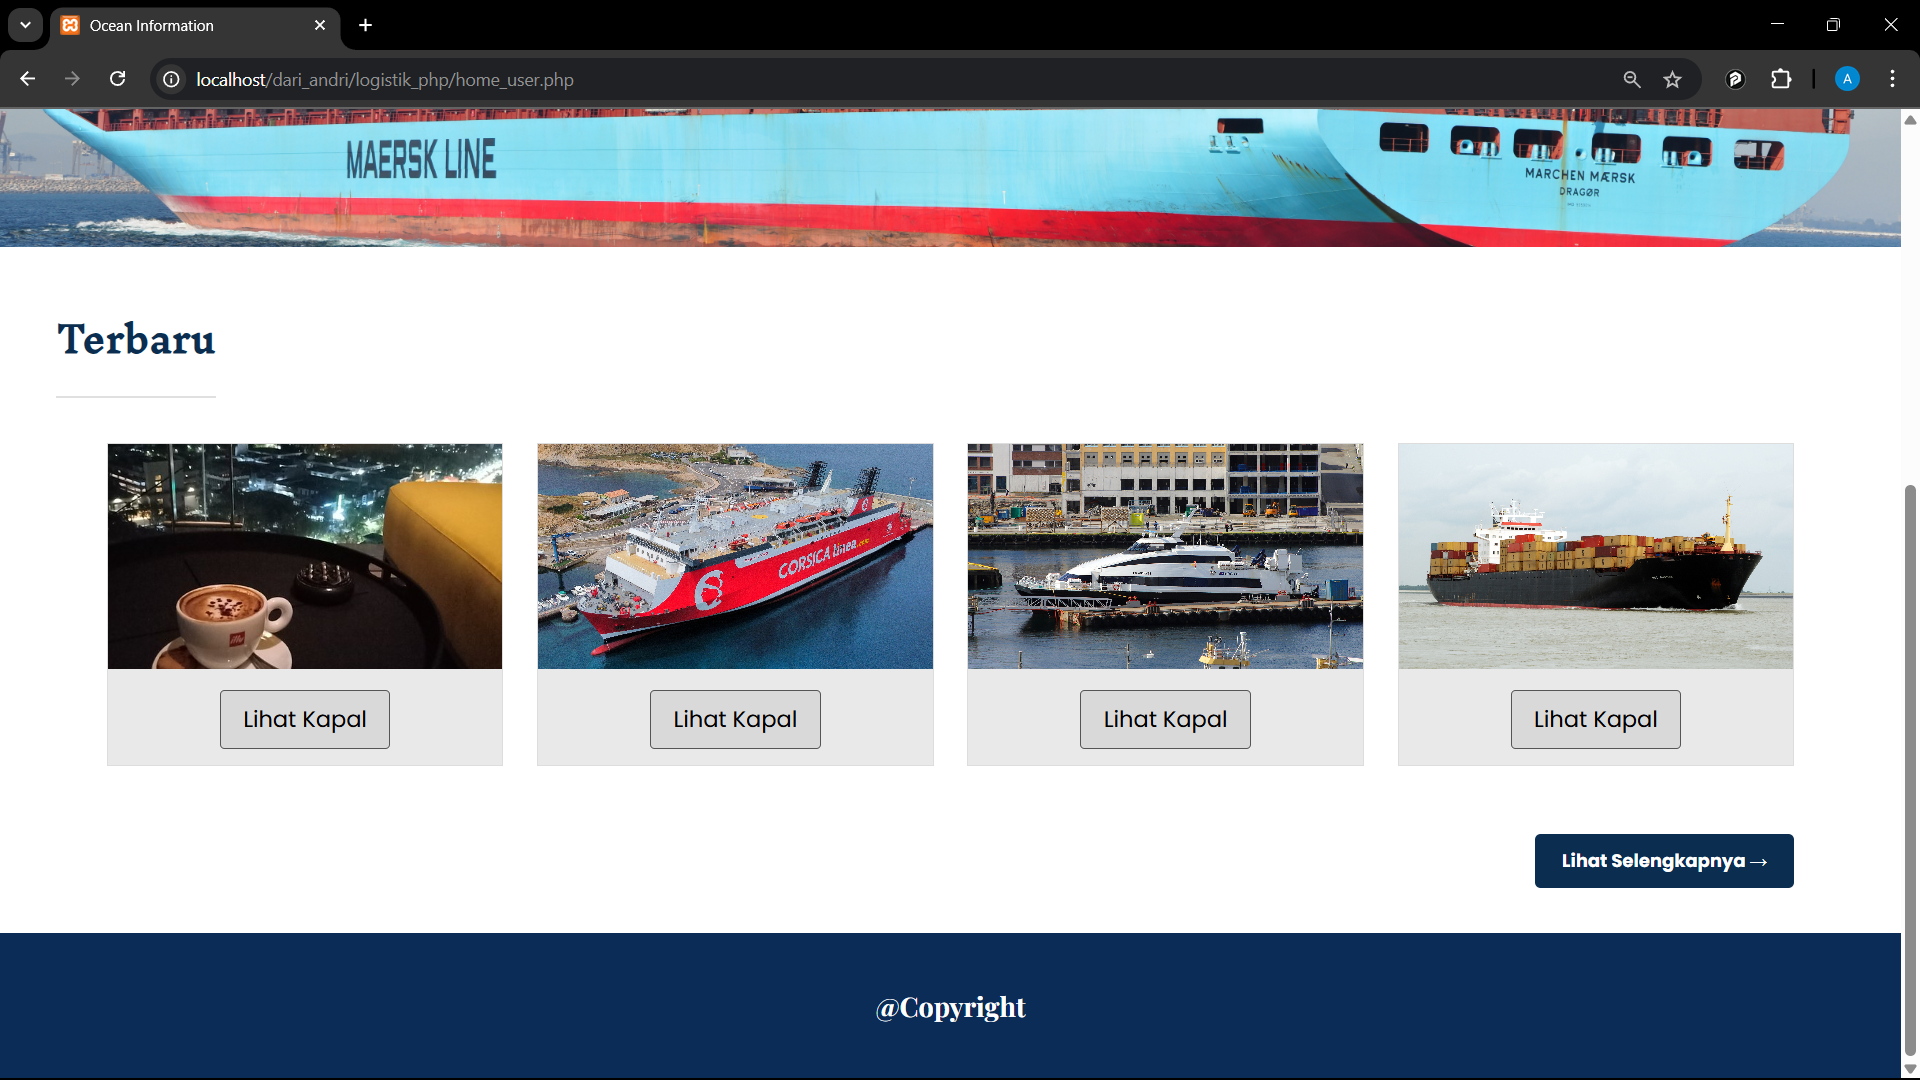 Ocean Information
localhost/dari_andri/logistik_php/home_user.php
A
MAERSK LINE
MARCHEN MÆRSK
DRAGØR
Terbaru
CORSICA linea.com
Lihat Kapal
Lihat Kapal
Lihat Kapal
Lihat Kapal
Lihat Selengkapnya →
@Copyright